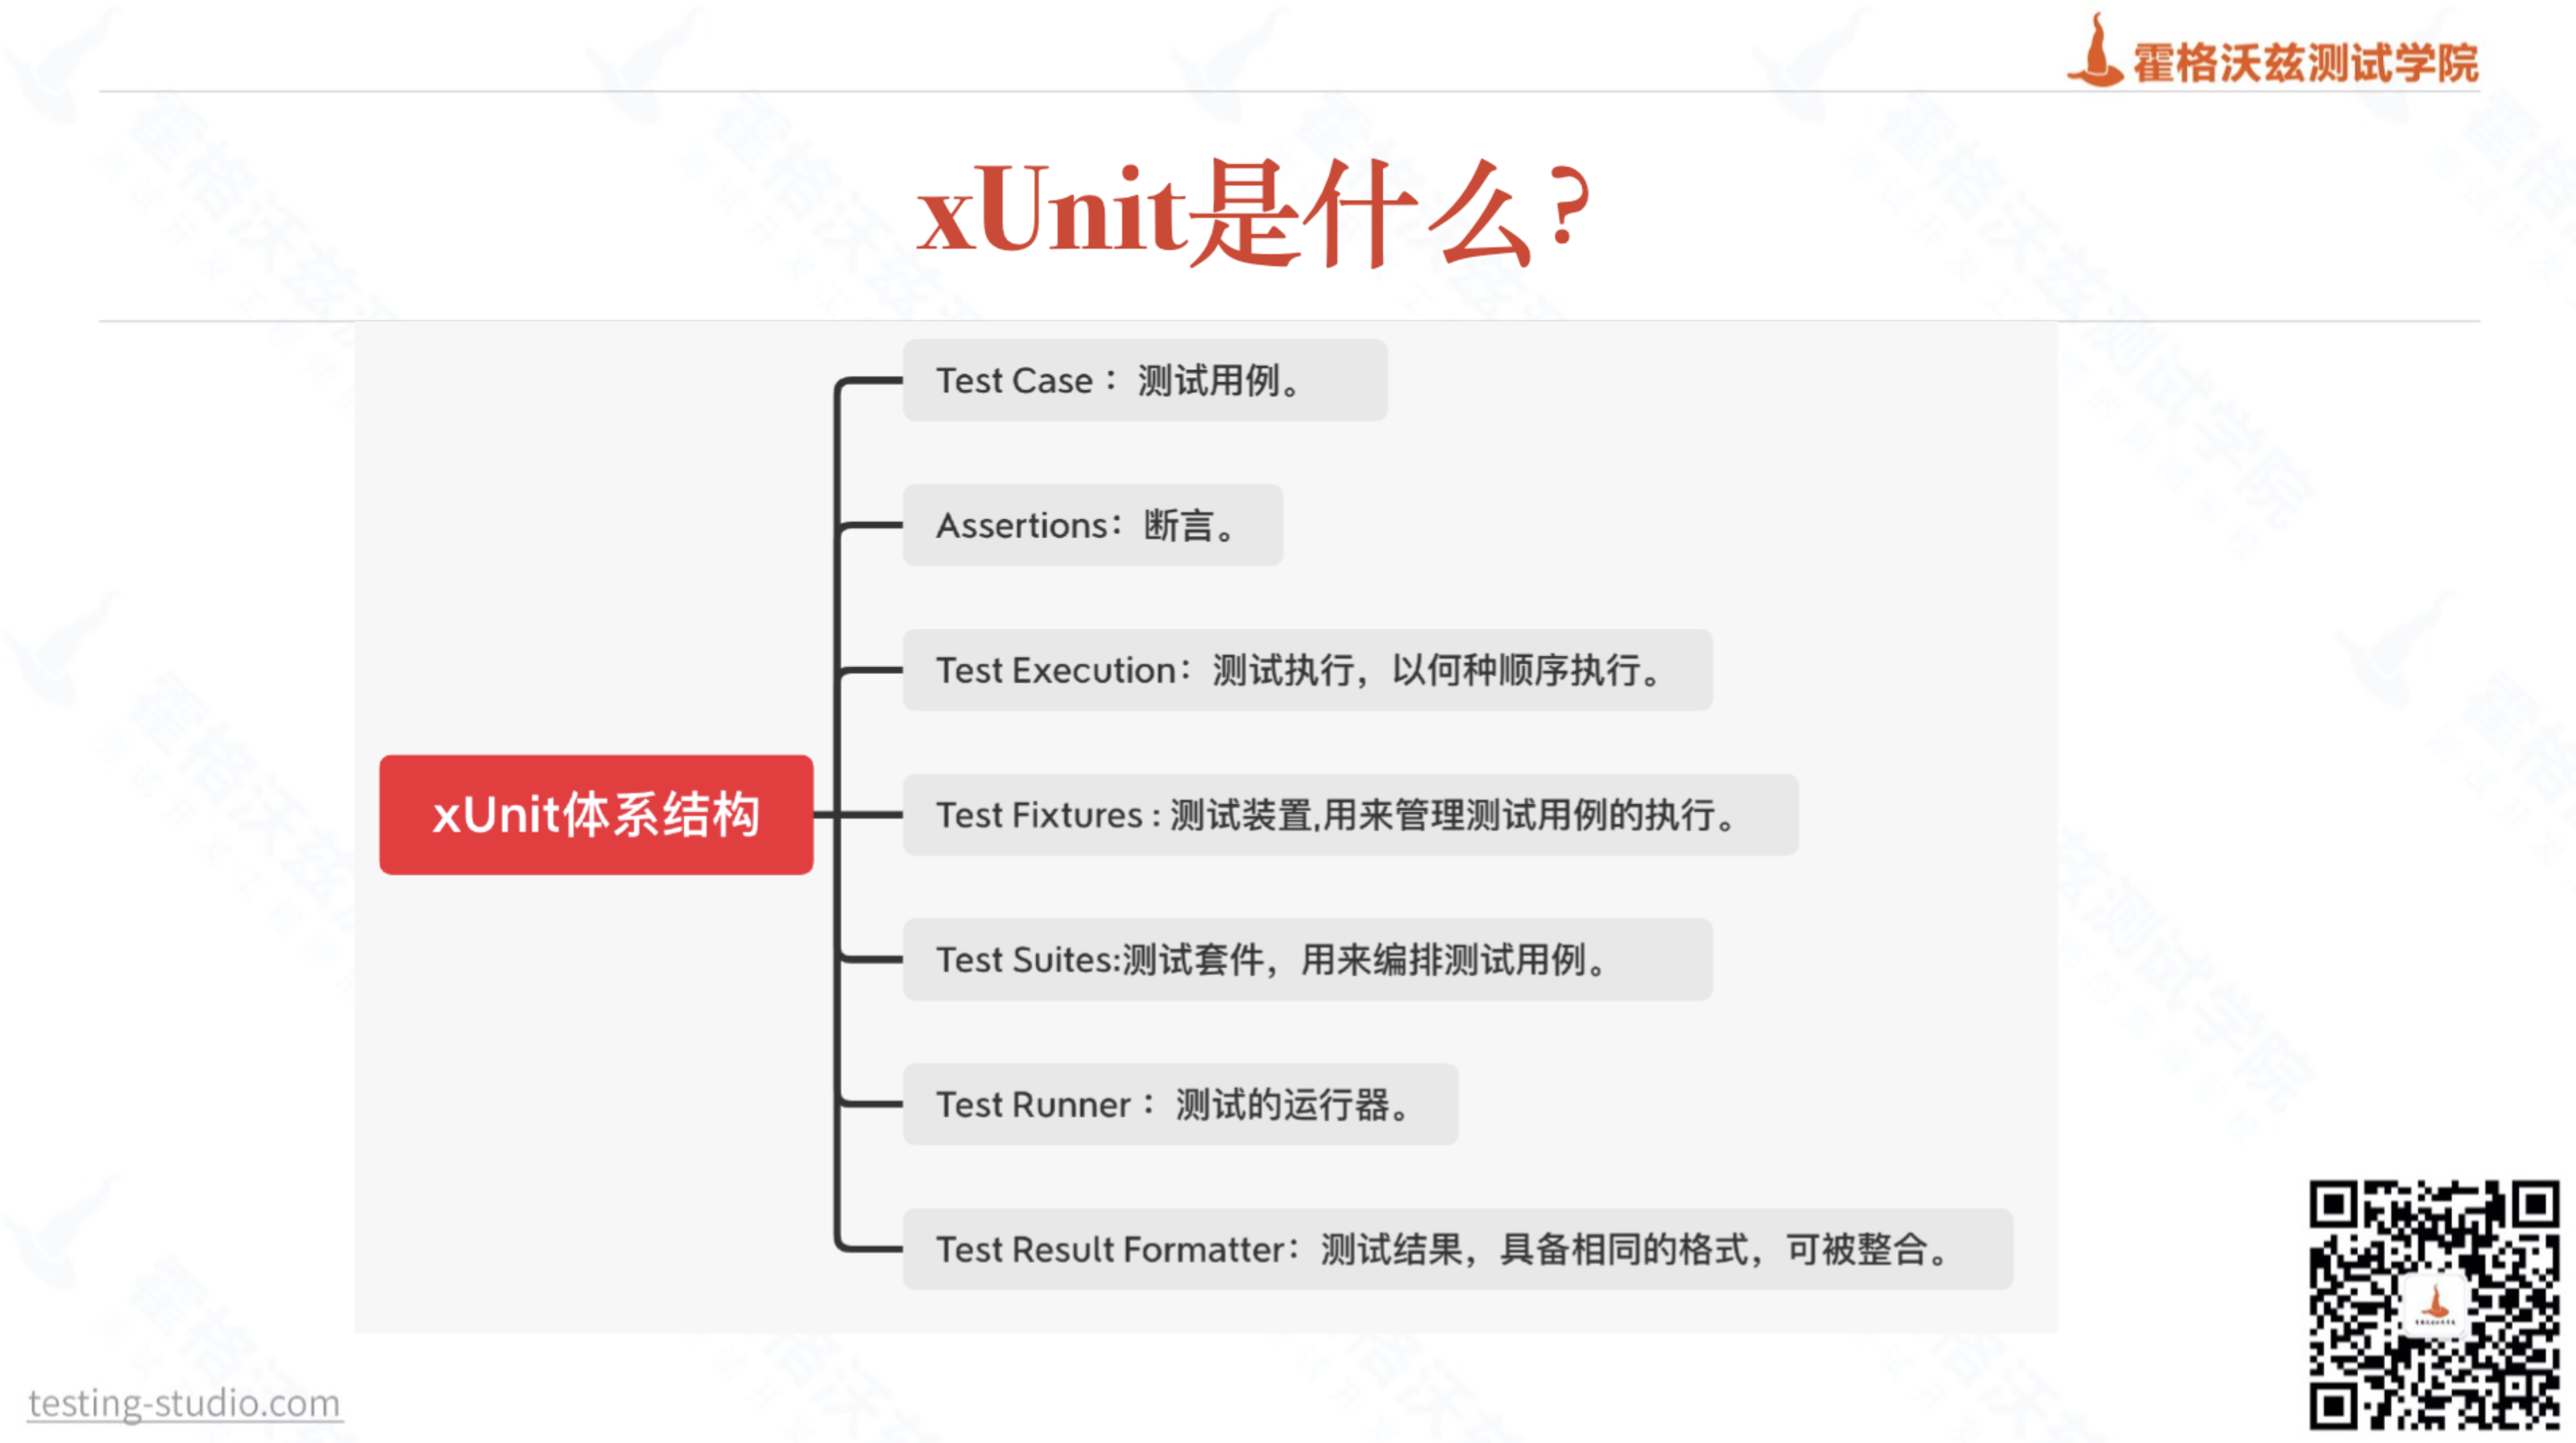 霍格沃兹测试学院
xUnit是什么?
Test Case： 测试用例。
Assertions：断言。
Test Execution：测试执行，以何种顺序执行。
Test Fixtures : 测试装置,用来管理测试用例的执行。
xUnit体系结构
Test Suites:测试套件，用来编排测试用例。
Test Runner： 测试的运行器。
Test Result Formatter：测试结果，具备相同的格式，可被整合。
testing-studio.com